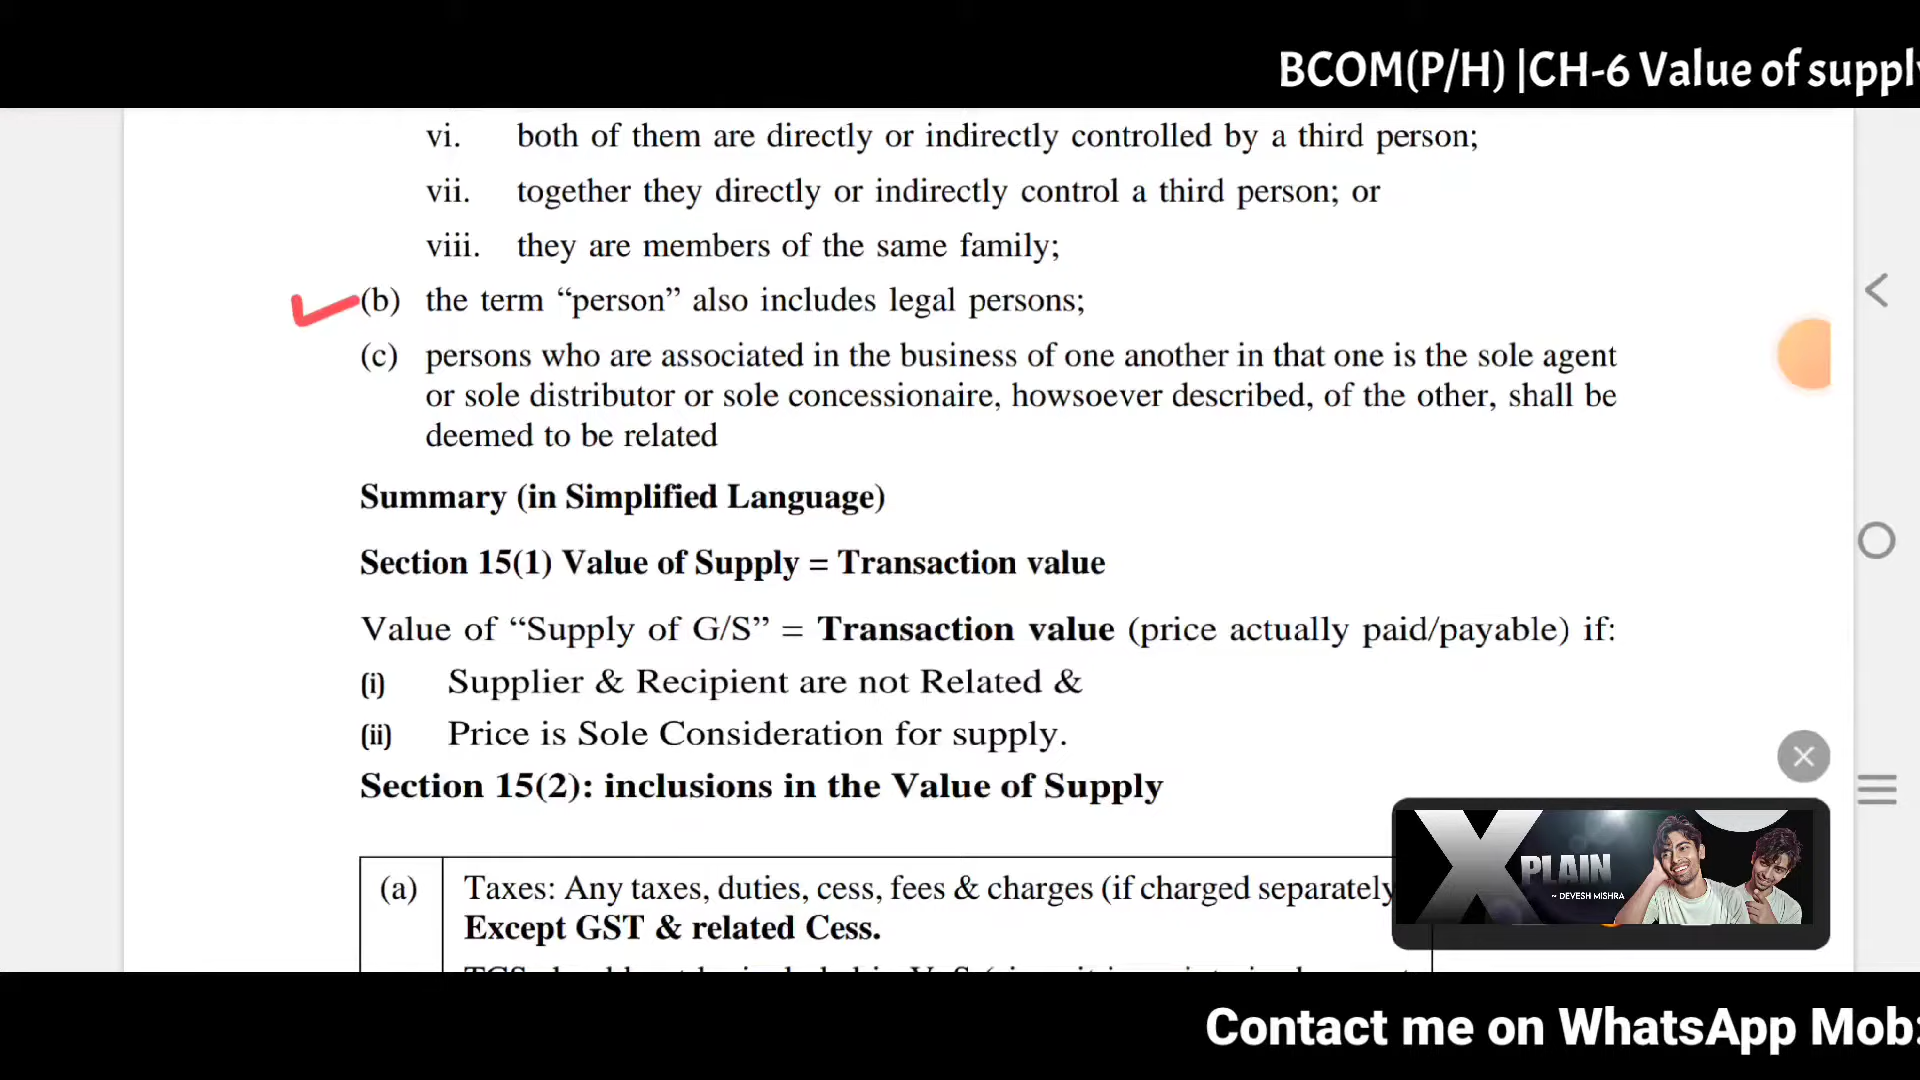 BCOM(P/H) |CH-6 Value of supply
vi. both of them are directly or indirectly controlled by a third person;
vii. together they directly or indirectly control a third person; or
viii. they are members of the same family;
(b) the term “person” also includes legal persons;
(c) persons who are associated in the business of one another in that one is the sole agent
or sole distributor or sole concessionaire, howsoever described, of the other, shall be
deemed to be related
Summary (in Simplified Language)
Section 15(1) Value of Supply = Transaction value
Value of “Supply of G/S” = Transaction value (price actually paid/payable) if:
(i) Supplier & Recipient are not Related &
(ii) Price is Sole Consideration for supply.
Section 15(2): inclusions in the Value of Supply
(a) Taxes: Any taxes, duties, cess, fees & charges (if charged separately
Except GST & related Cess.
XPLAIN
~ DEVESH MISHRA
Contact me on WhatsApp Mob: